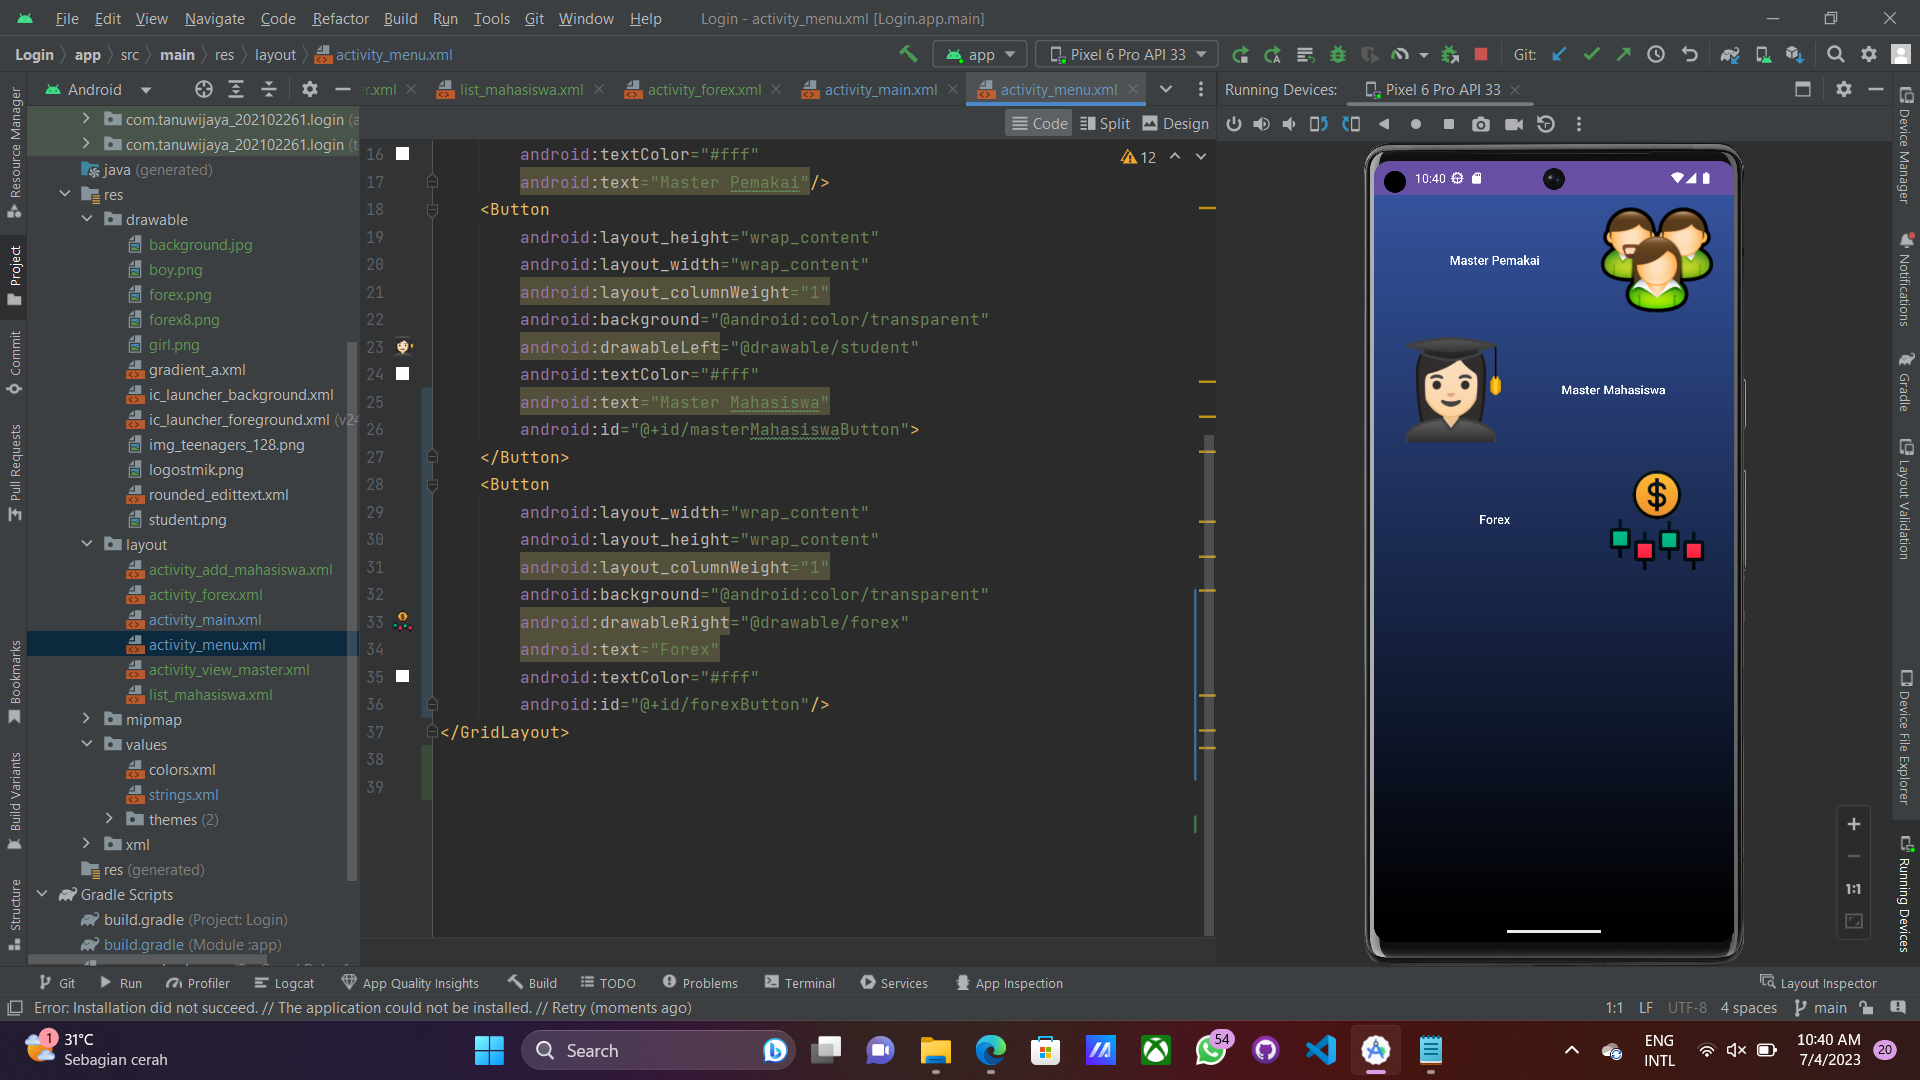 File Edit View Navigate Code Refactor Build Run Tools Git Window Help Login - activity_menu.xml [Login.app.main]
Login app src main res layout activity_menu.xml app Pixel 6 Pro API 33 Git:
Android r.xml list_mahasiswa.xml activity_forex.xml activity_main.xml activity_menu.xml Running Devices: Pixel 6 Pro API 33
Code Split Design
com.tanuwijaya_202102261.login (a
com.tanuwijaya_202102261.login (t
java (generated)
res
drawable
background.jpg
boy.png
forex.png
forex8.png
girl.png
gradient_a.xml
ic_launcher_background.xml
ic_launcher_foreground.xml (v24
img_teenagers_128.png
logostmik.png
rounded_edittext.xml
student.png
layout
activity_add_mahasiswa.xml
activity_forex.xml
activity_main.xml
activity_menu.xml
activity_view_master.xml
list_mahasiswa.xml
mipmap
values
colors.xml
strings.xml
themes (2)
xml
res (generated)
Gradle Scripts
build.gradle (Project: Login)
build.gradle (Module :app)
Resource Manager
Project
Commit
Pull Requests
Bookmarks
Build Variants
Structure
12
16 android:textColor="#fff"
17 android:text="Master Pemakai"/>
18 <Button
19 android:layout_height="wrap_content"
20 android:layout_width="wrap_content"
21 android:layout_columnWeight="1"
22 android:background="@android:color/transparent"
23 android:drawableLeft="@drawable/student"
24 android:textColor="#fff"
25 android:text="Master Mahasiswa"
26 android:id="@+id/masterMahasiswaButton">
27 </Button>
28 <Button
29 android:layout_width="wrap_content"
30 android:layout_height="wrap_content"
31 android:layout_columnWeight="1"
32 android:background="@android:color/transparent"
33 android:drawableRight="@drawable/forex"
34 android:text="Forex"
35 android:textColor="#fff"
36 android:id="@+id/forexButton"/>
37 </GridLayout>
38
39
10:40
Master Pemakai
Master Mahasiswa
Forex
1:1
Device Manager
Notifications
Gradle
Layout Validation
Device File Explorer
Running Devices
Git Run Profiler Logcat App Quality Insights Build TODO Problems Terminal Services App Inspection Layout Inspector
Error: Installation did not succeed. // The application could not be installed. // Retry (moments ago) 1:1 LF UTF-8 4 spaces main
1 31°C
Sebagian cerah
Search
54
ENG
INTL
10:40 AM
7/4/2023
20